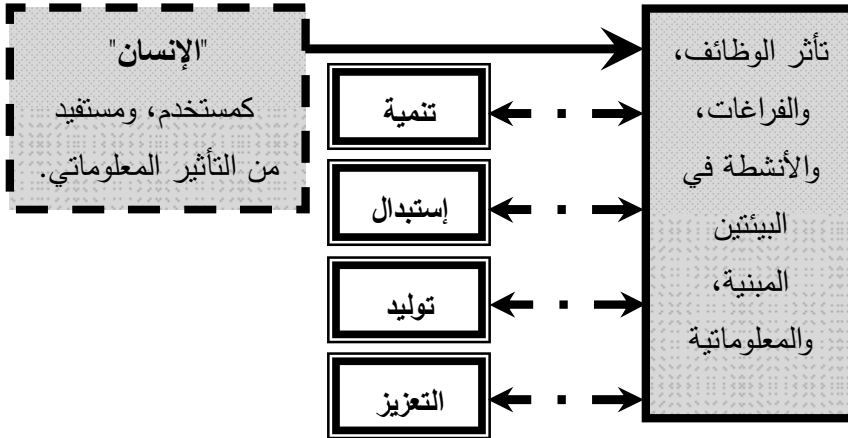 تأثر الوظائف،
والفراغات،
والأنشطة في
البيئتين
المبنية،
والمعلوماتية
"الإنسان"
كمستخدم، ومستفيد
من التأثير المعلوماتي.
تنمية
إستبدال
توليد
التعزيز